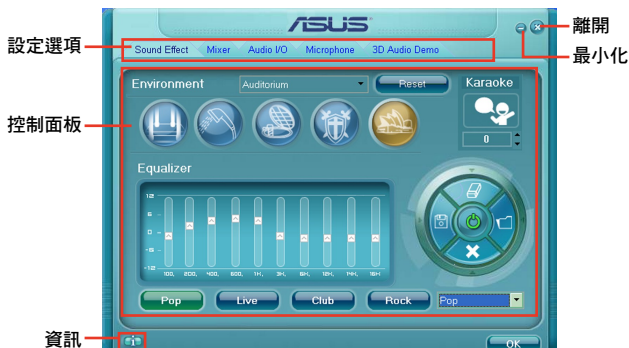 離開
最小化
設定選項
控制面板
資訊
ASUS
Sound Effect Mixer Audio I/O Microphone 3D Audio Demo
Environment Auditorium Reset Karaoke
0
Equalizer
12
6
0
-6
-12
100, 200, 400, 600, 1K, 3K, 6K, 12K, 14K, 16K
Pop Live Club Rock Pop
OK